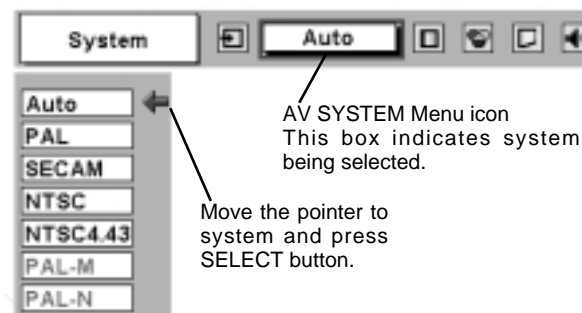 System
Auto
Auto
PAL
SECAM
NTSC
NTSC4.43
PAL-M
PAL-N
AV SYSTEM Menu icon
This box indicates system
being selected.
Move the pointer to
system and press
SELECT button.